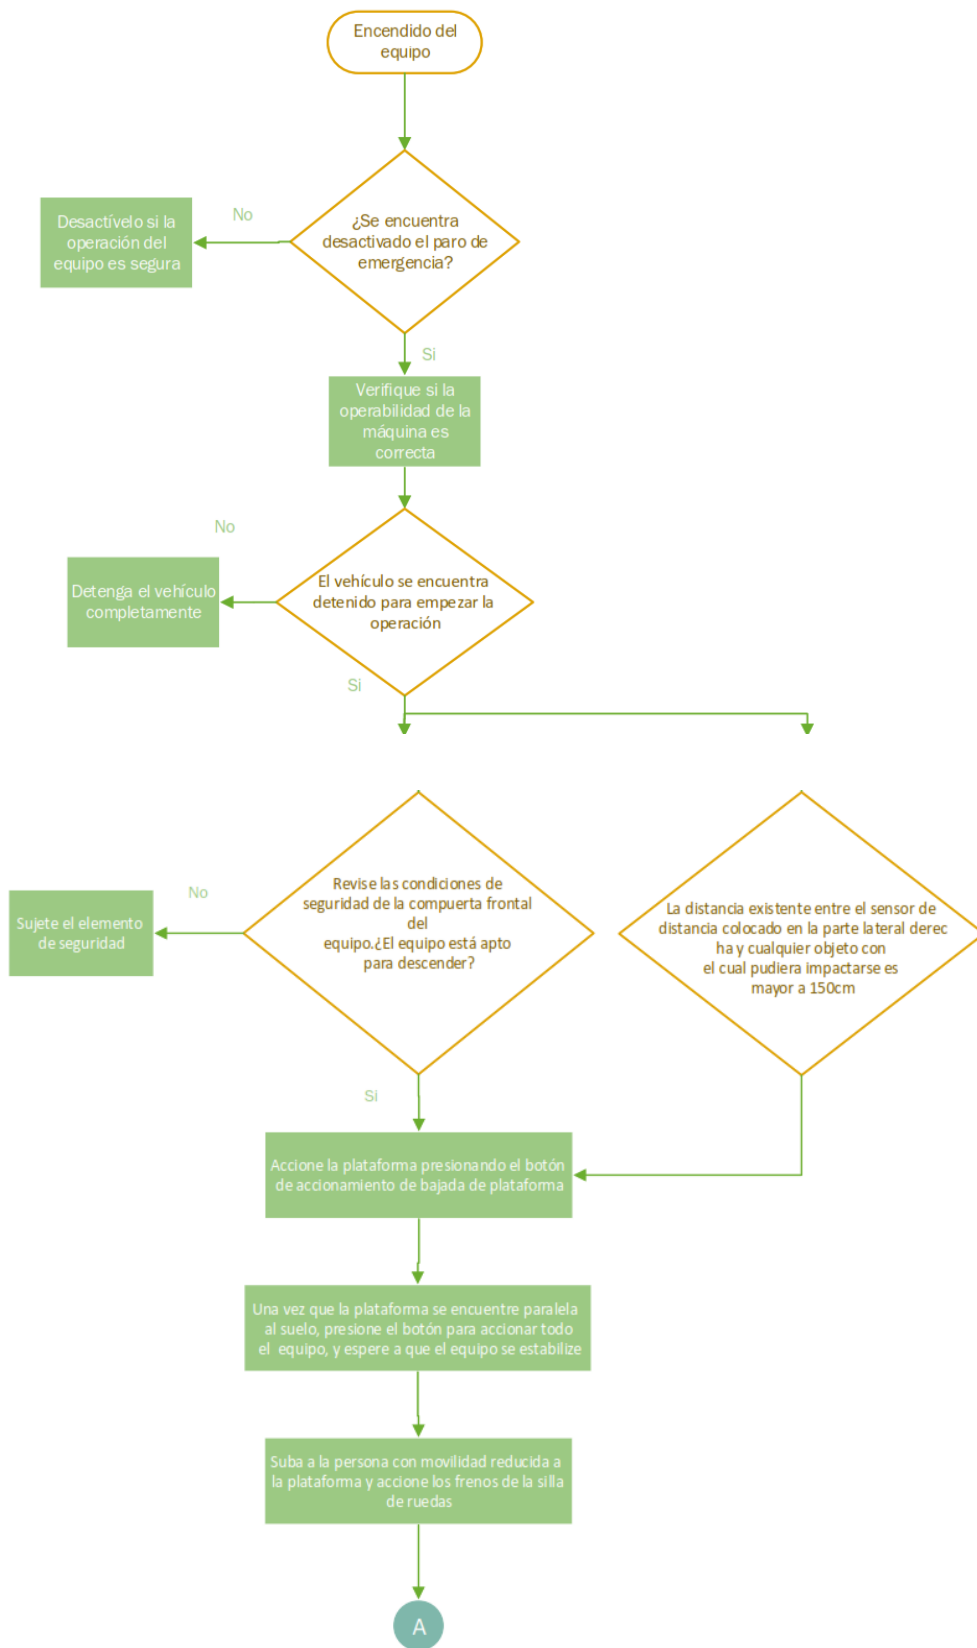 Encendido del
equipo
¿Se encuentra
desactivado el paro de
emergencia?
No
Desactívelo si la
operación del
equipo es segura
Si
Verifique si la
operabilidad de la
máquina es
correcta
El vehículo se encuentra
detenido para empezar la
operación
No
Detenga el vehículo
completamente
Si
Revise las condiciones de
seguridad de la compuerta frontal
del
equipo.¿El equipo está apto
para descender?
No
Sujete el elemento
de seguridad
La distancia existente entre el sensor de
distancia colocado en la parte lateral derec
ha y cualquier objeto con
el cual pudiera impactarse es
mayor a 150cm
Si
Accione la plataforma presionando el botón
de accionamiento de bajada de plataforma
Una vez que la plataforma se encuentre paralela
al suelo, presione el botón para accionar todo
el equipo, y espere a que el equipo se estabilize
Suba a la persona con movilidad reducida a
la plataforma y accione los frenos de la silla
de ruedas
A